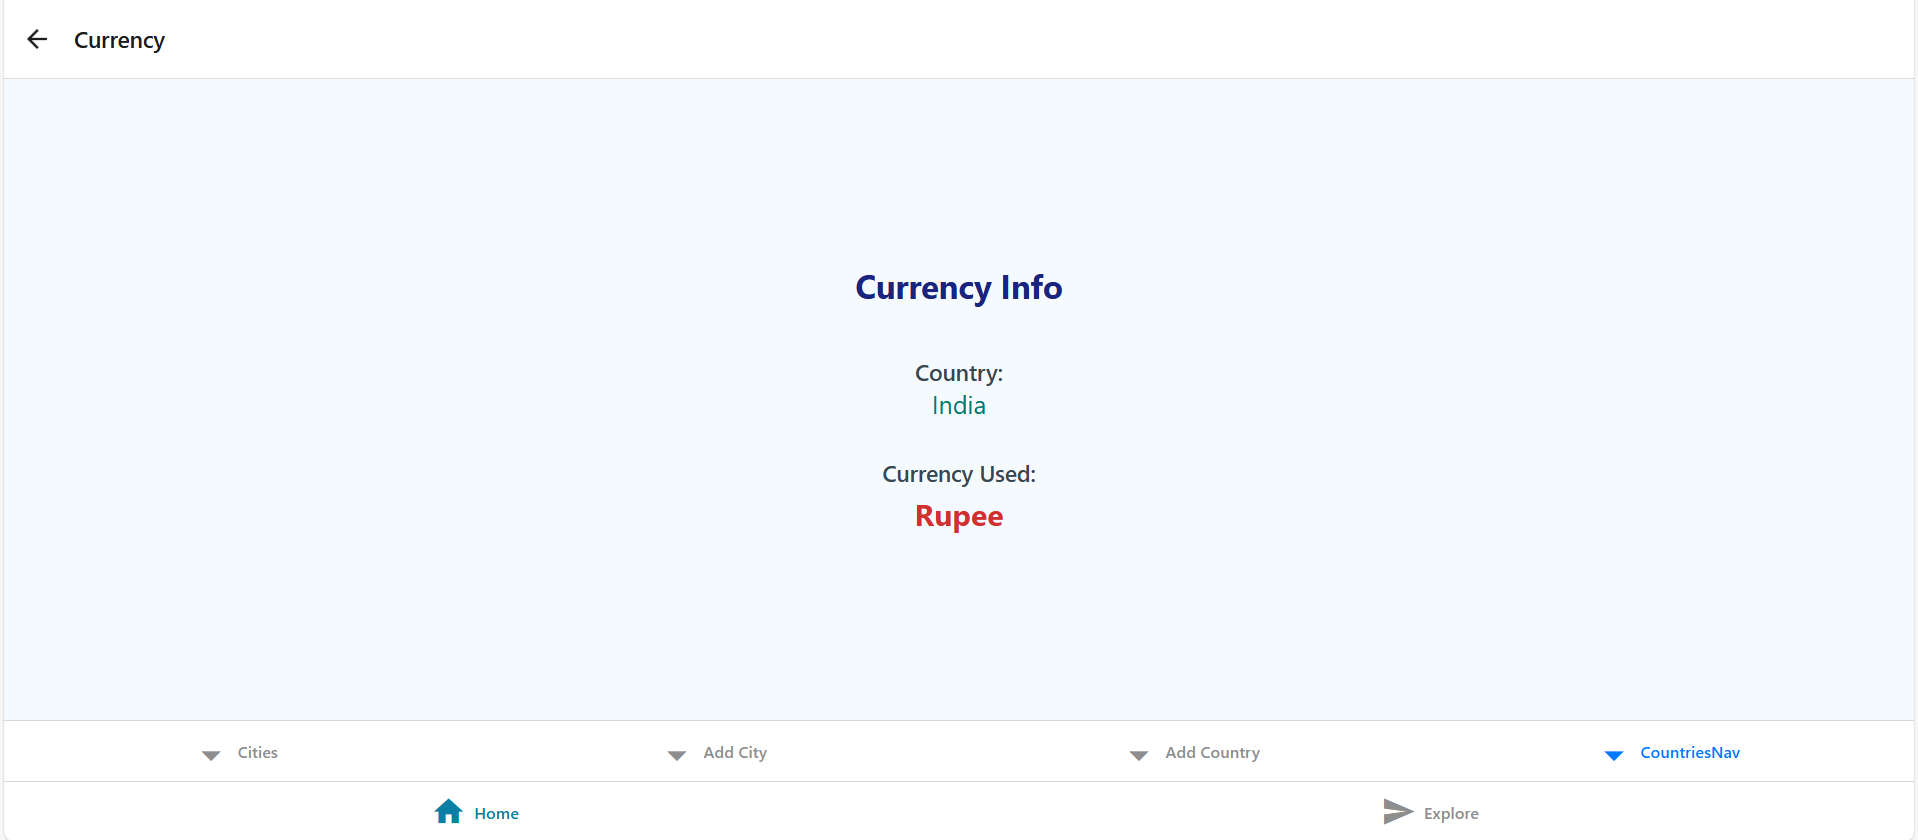 Currency
Currency Info
Country:
India
Currency Used:
Rupee
Cities
Add City
Add Country
CountriesNav
Home
Explore